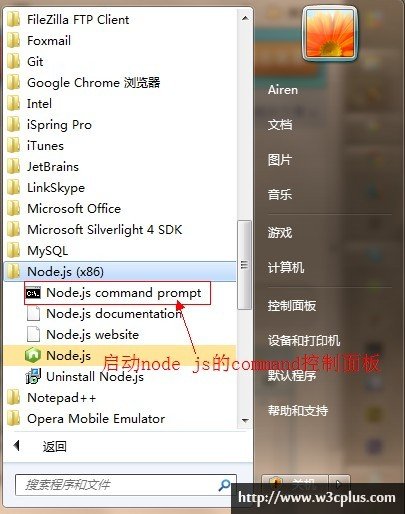 FileZilla FTP Client
Foxmail
Git
Google Chrome 浏览器
Intel
iSpring Pro
iTunes
JetBrains
LinkSkype
Microsoft Office
Microsoft Silverlight 4 SDK
MySQL
Node.js (x86)
Node.js command prompt
Node.js documentation
Node.js website
Node.js
Uninstall Node.js
Notepad++
Opera Mobile Emulator
返回
搜索程序和文件
启动node js的command控制面板
Airen
文档
图片
音乐
游戏
计算机
控制面板
设备和打印机
默认程序
帮助和支持
关机
http://www.w3cplus.com